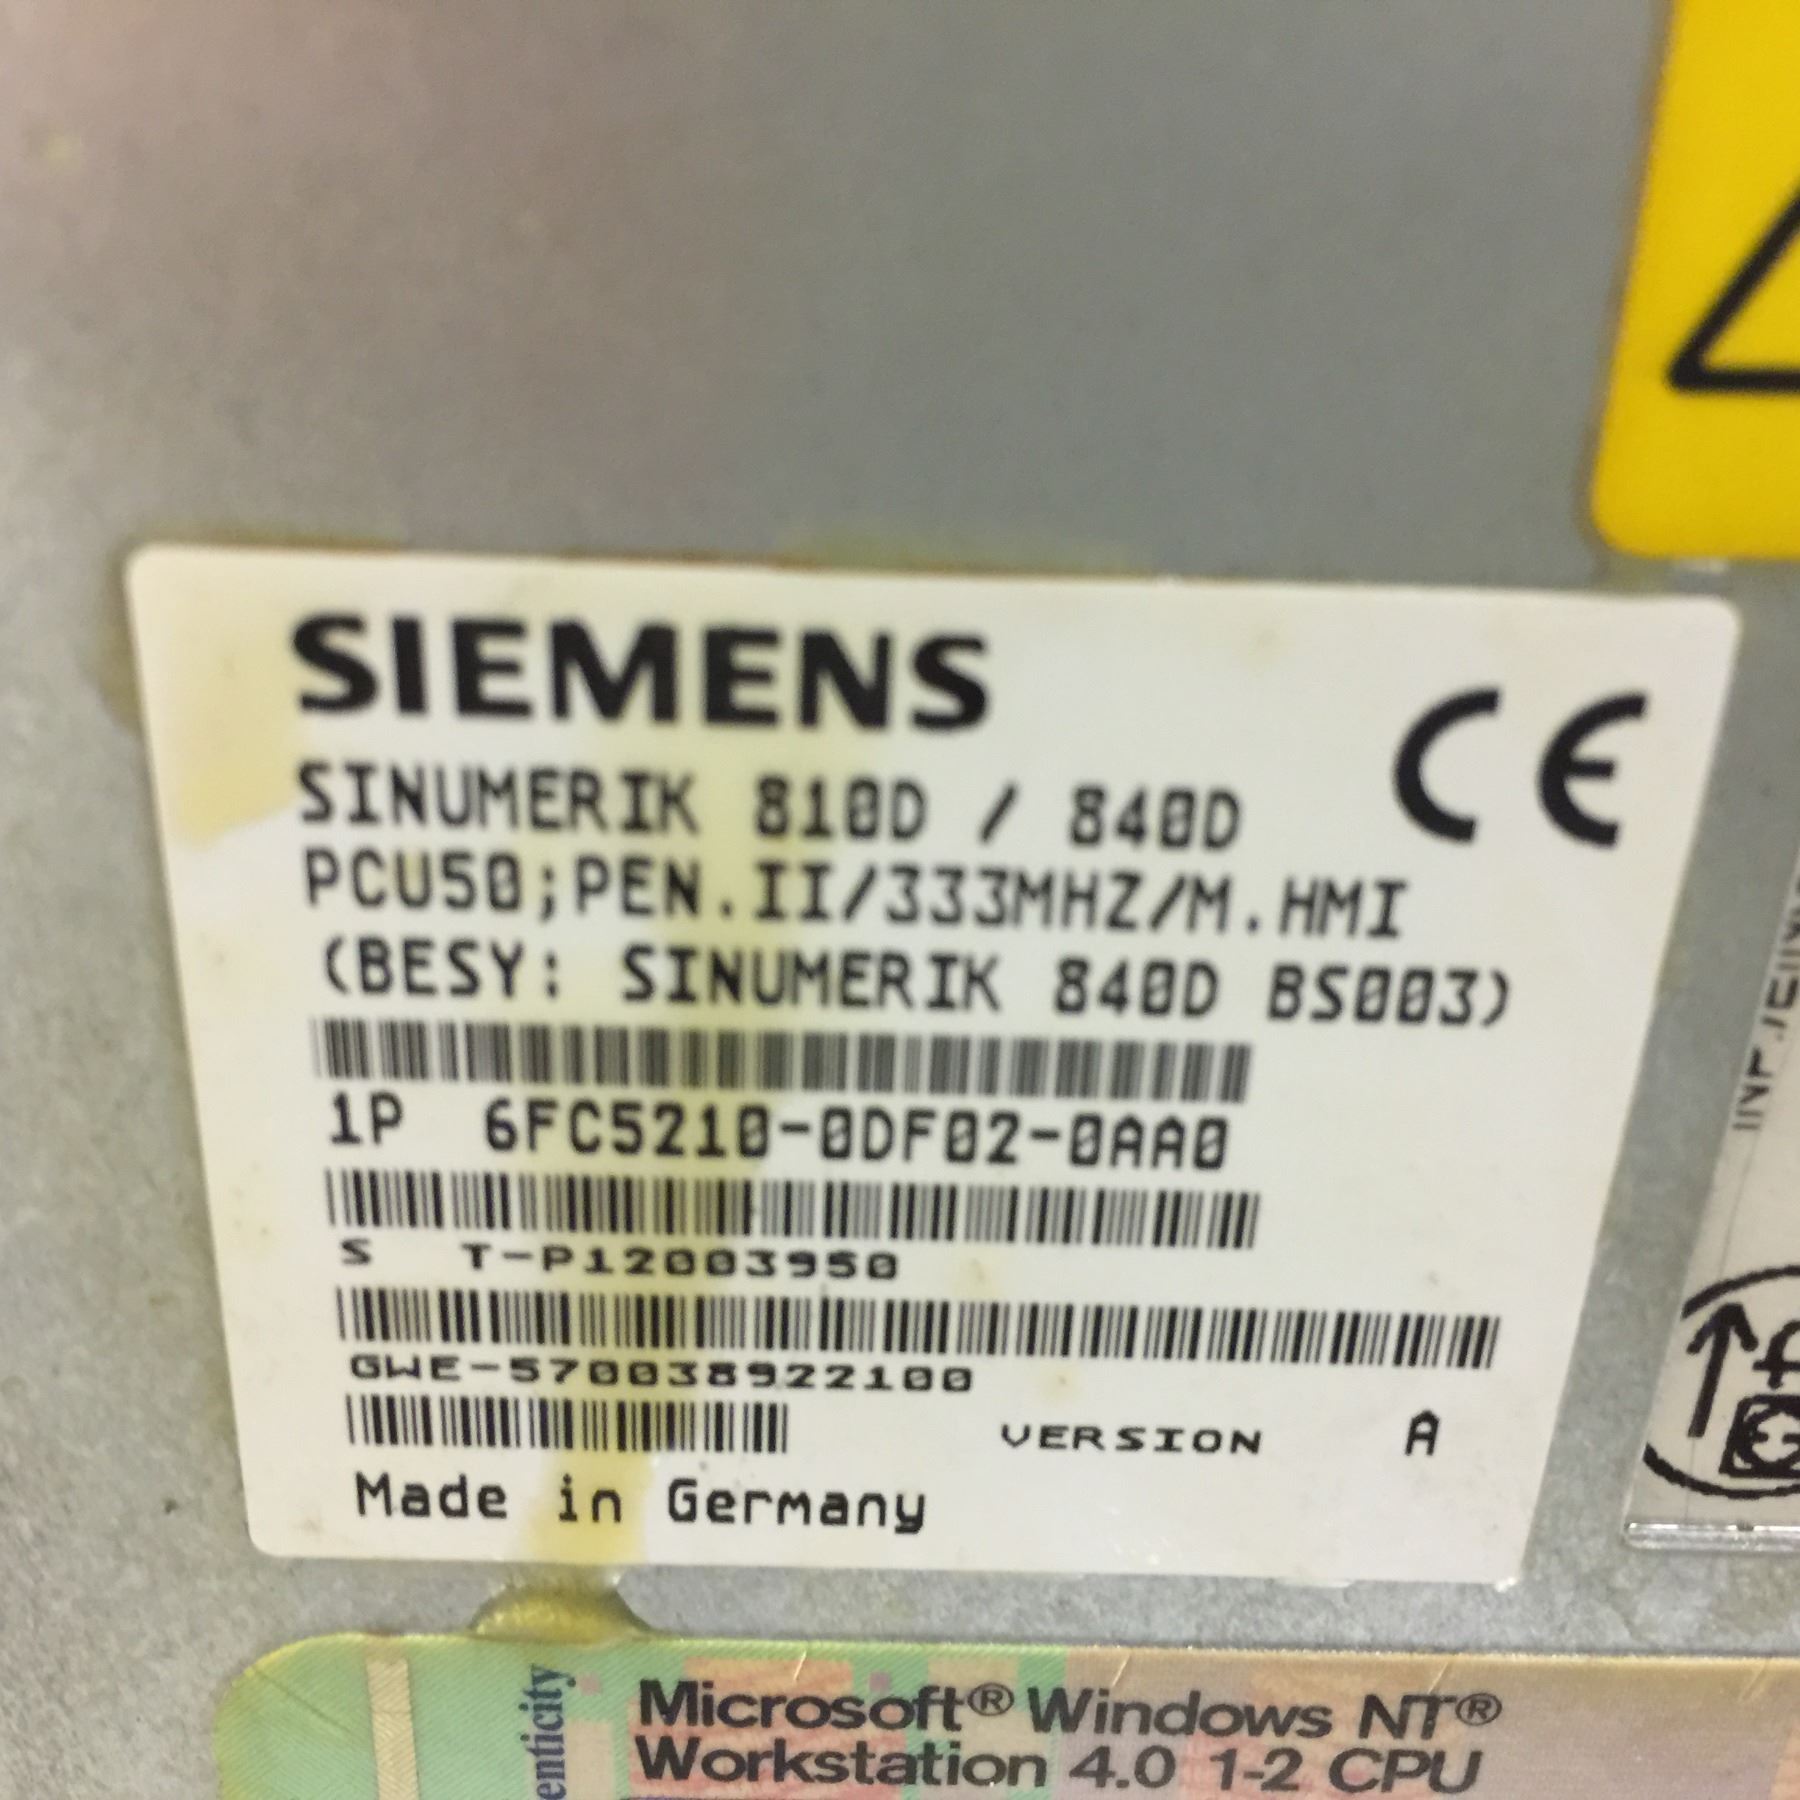 SIEMENS
CE
SINUMERIK 810D / 840D
PCU50;PEN.II/333MHZ/M.HMI
(BESY: SINUMERIK 840D BS003)
1P 6FC5210-0DF02-0AA0
S T-P12003950
GWE-570038922100
VERSION A
Made in Germany
Microsoft® Windows NT®
Workstation 4.0 1-2 CPU